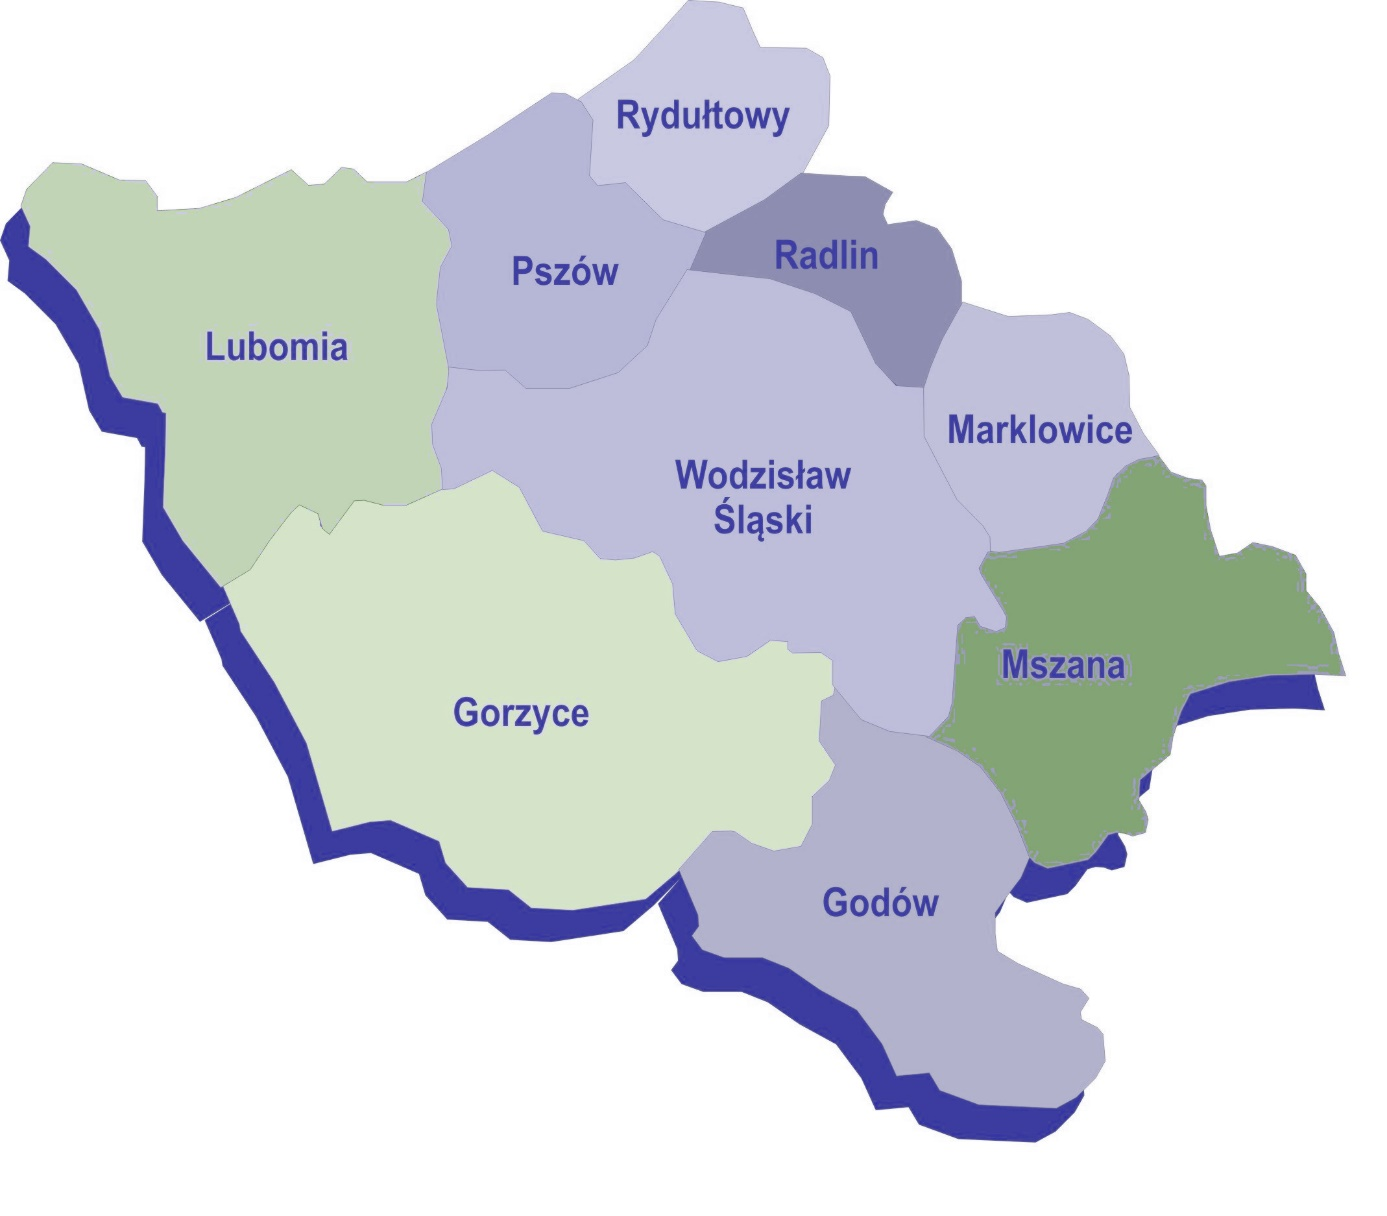 Rydułtowy
Radlin
Pszów
Lubomia
Marklowice
Wodzisław
Śląski
Mszana
Gorzyce
Godów